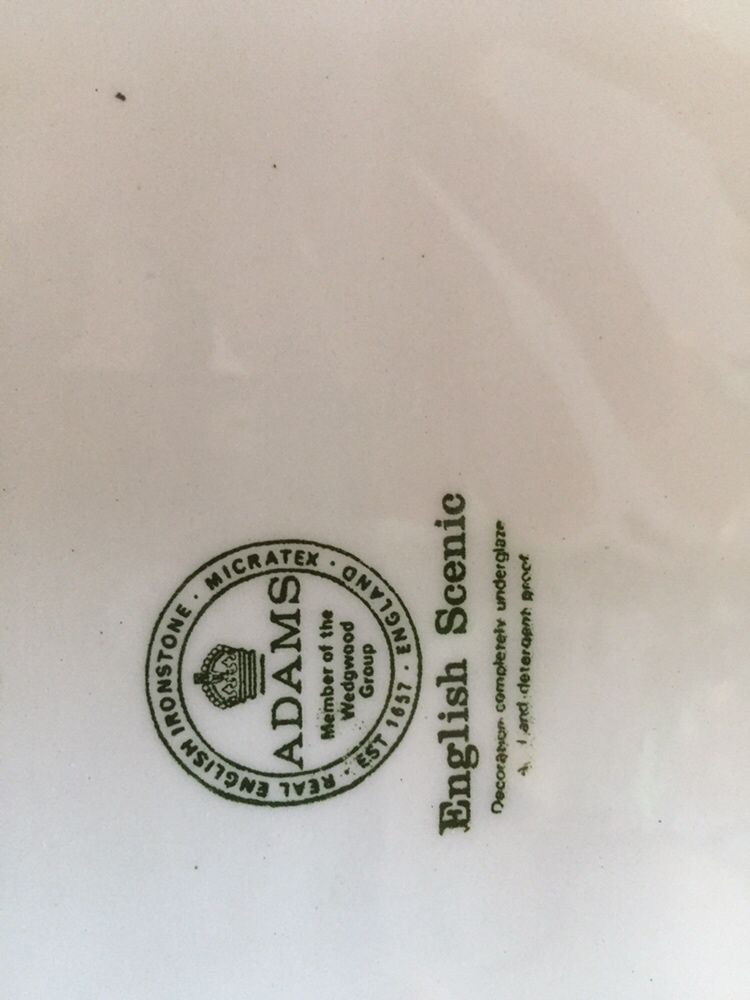 REAL ENGLISH IRONSTONE · MICRATEX · ENGLAND · EST 1657 ·
ADAMS
Member of the
Wedgwood
Group
English Scenic
Decoration completely underglaze
and detergent proof